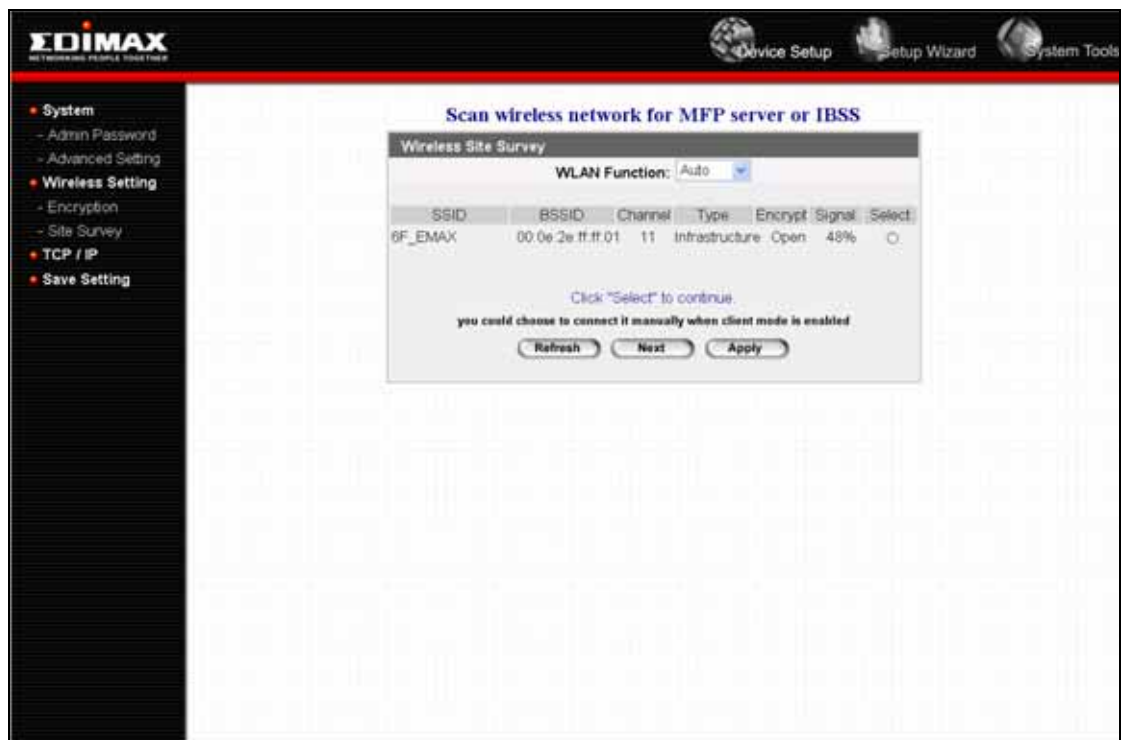 EDIMAX
NETWORKING PEOPLE TOGETHER
Device Setup
Setup Wizard
System Tools
System
- Admin Password
- Advanced Setting
Wireless Setting
- Encryption
- Site Survey
TCP / IP
Save Setting
Scan wireless network for MFP server or IBSS
Wireless Site Survey
WLAN Function: Auto
SSID BSSID Channel Type Encrypt Signal Select
6F_EMAX 00:0e:2e:ff:ff:01 11 Infrastructure Open 48%
Click "Select" to continue.
you could choose to connect it manually when client mode is enabled
Refresh Next Apply